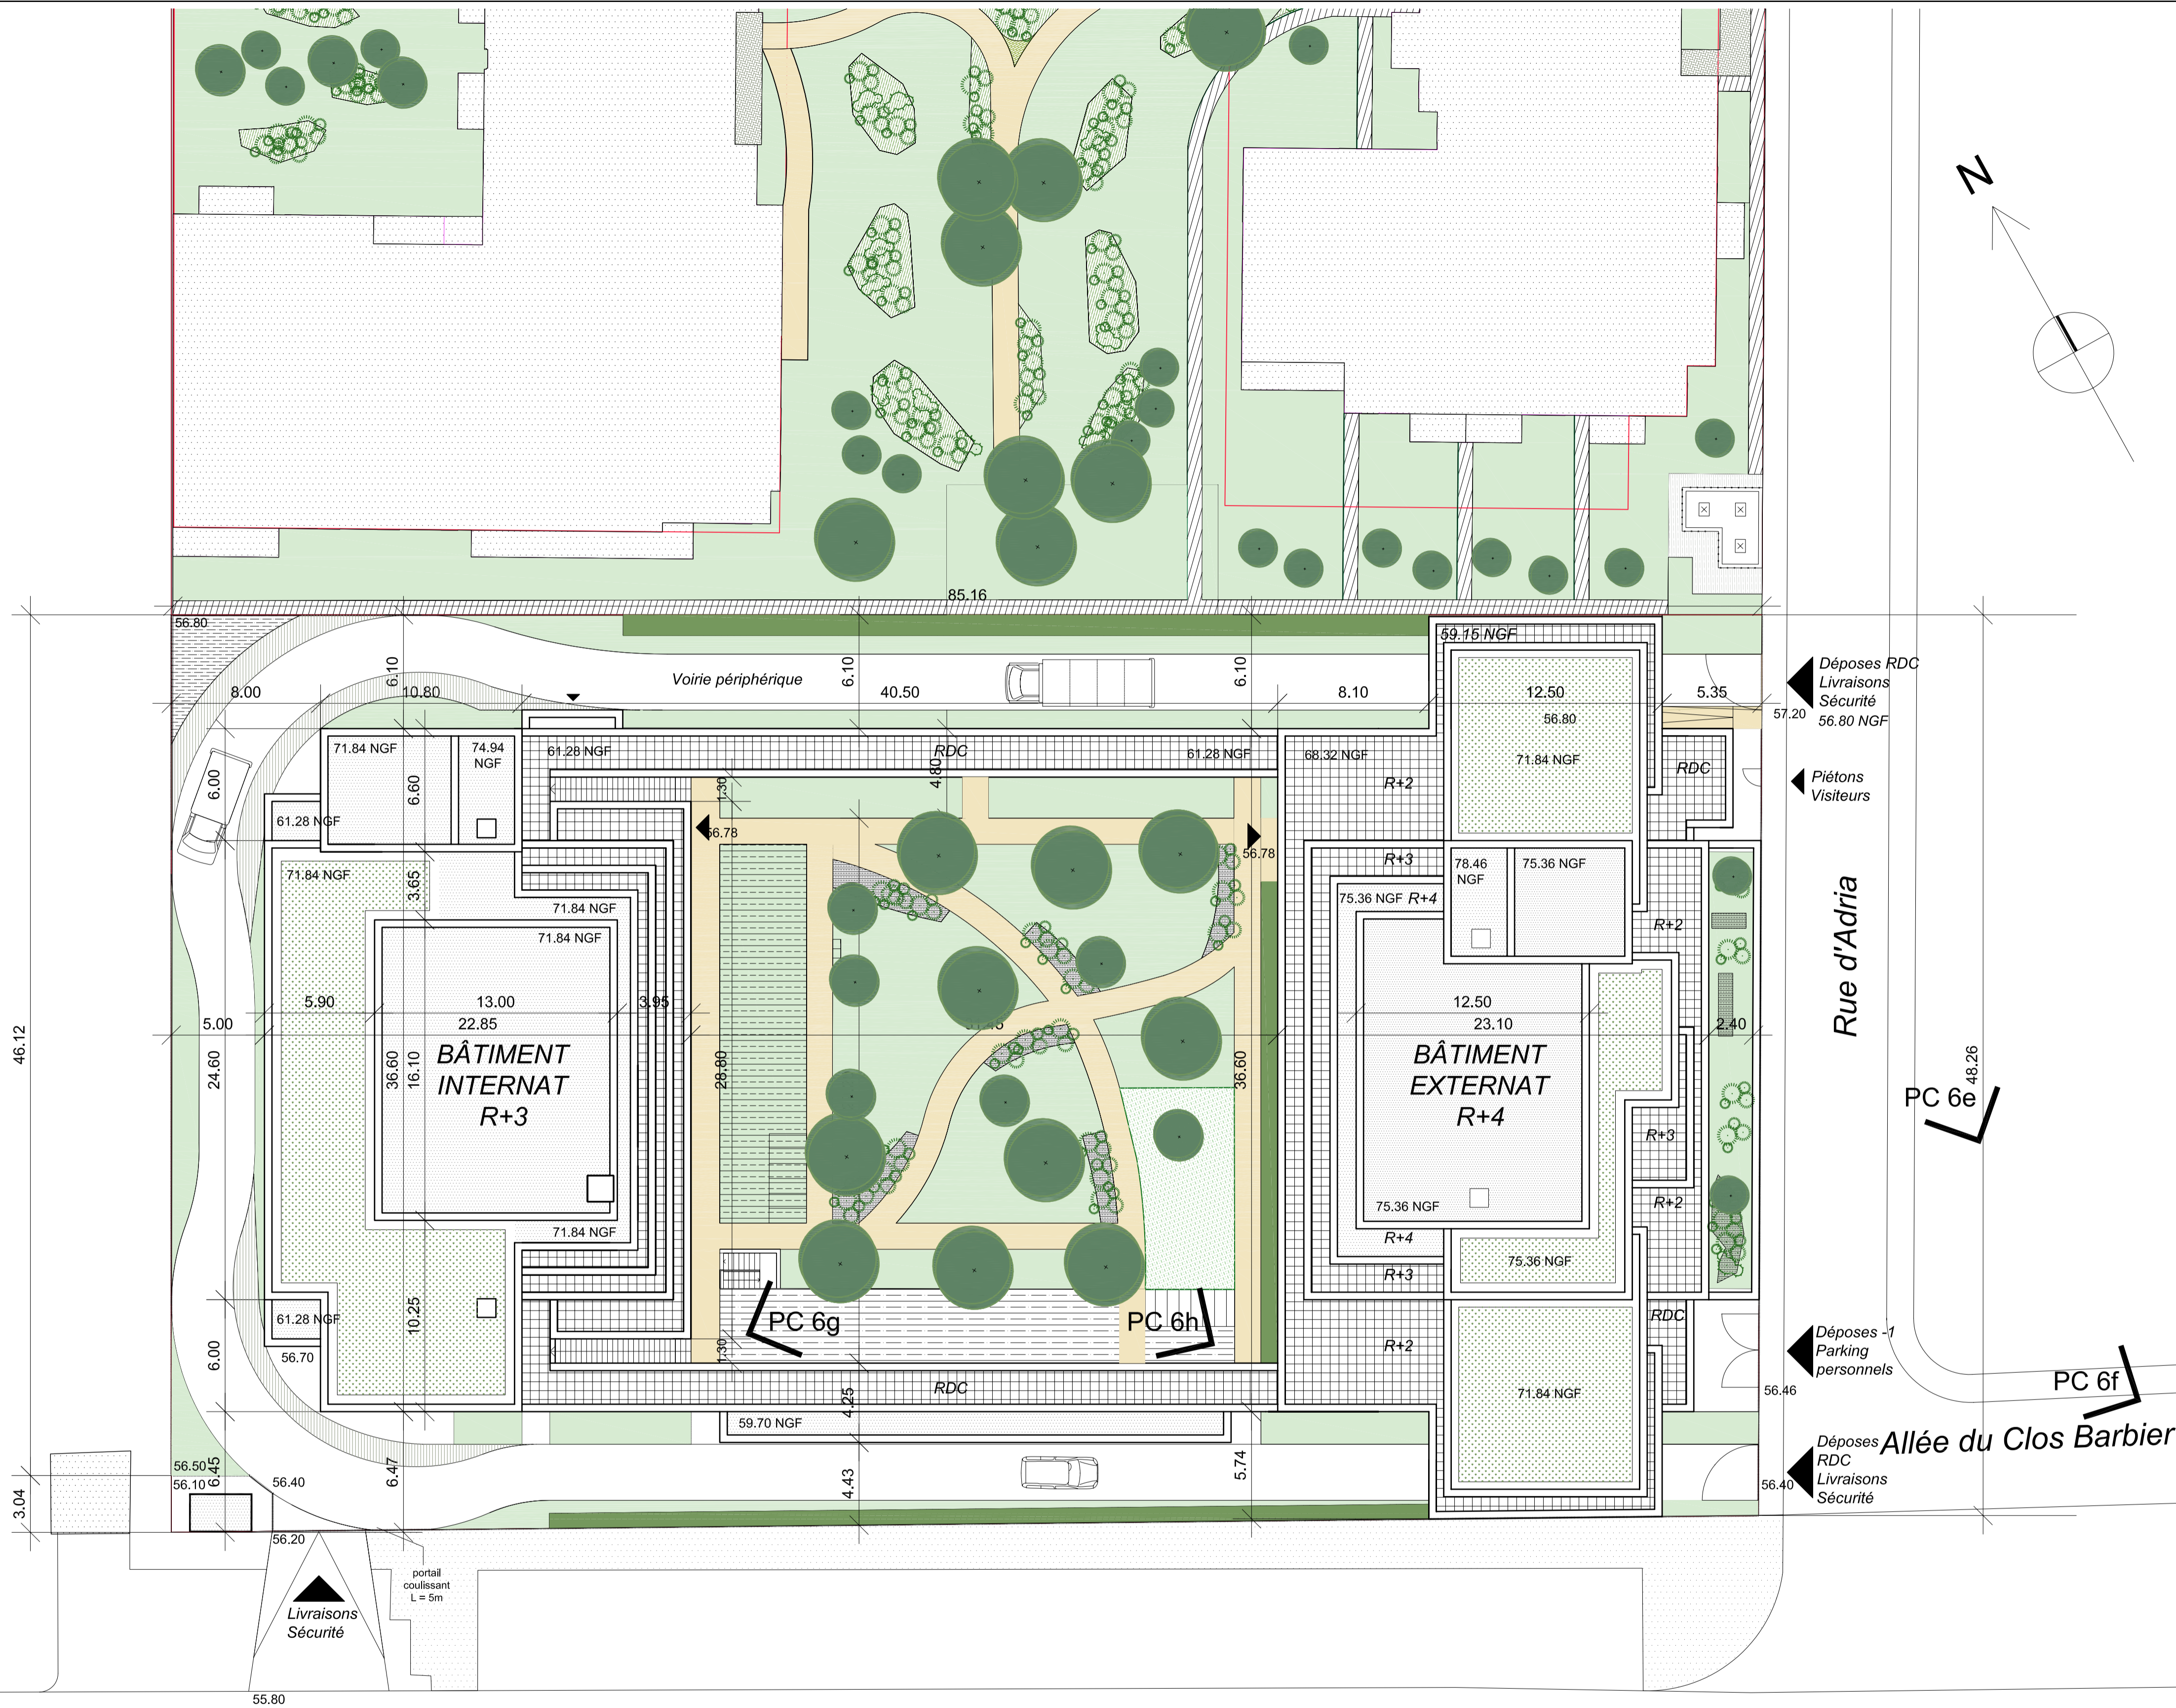 N
85.16
56.80
59.15 NGF
Voirie périphérique
6.10
6.10
6.10
8.00
10.80
40.50
8.10
12.50
5.35
56.80
Déposes RDC
Livraisons
Sécurité
56.80 NGF
57.20
71.84 NGF
74.94
NGF
61.28 NGF
RDC
61.28 NGF
68.32 NGF
R+2
71.84 NGF
RDC
Piétons
Visiteurs
6.00
6.60
1.30
4.80
61.28 NGF
56.78
56.78
R+3
78.46
NGF
75.36 NGF
71.84 NGF
3.65
71.84 NGF
75.36 NGF
R+4
R+2
71.84 NGF
Rue d'Adria
5.90
13.00
3.95
12.50
5.00
22.85
23.10
2.40
46.12
24.60
36.60
16.10
BÂTIMENT
INTERNAT
R+3
28.80
36.60
BÂTIMENT
EXTERNAT
R+4
48.26
PC 6e
R+3
75.36 NGF
R+2
71.84 NGF
R+4
75.36 NGF
R+3
10.25
61.28 NGF
PC 6g
PC 6h
RDC
Déposes -1
Parking
personnels
6.00
56.70
1.30
R+2
RDC
4.25
71.84 NGF
56.46
PC 6f
59.70 NGF
Allée du Clos Barbier
Déposes
RDC
Livraisons
Sécurité
56.50
6.45
6.47
4.43
5.74
56.10
56.40
56.40
3.04
56.20
portail
coulissant
L = 5m
Livraisons
Sécurité
55.80